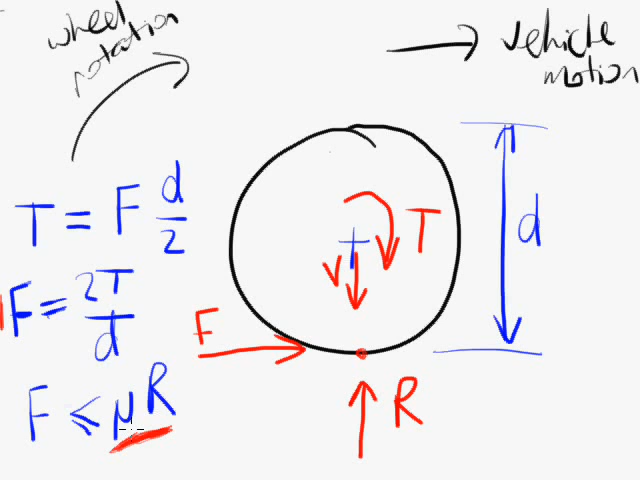 wheel
rotation
vehicle
motion
T = F d/2
F = 2T/d
F ≤ μR
T
V
F
R
d